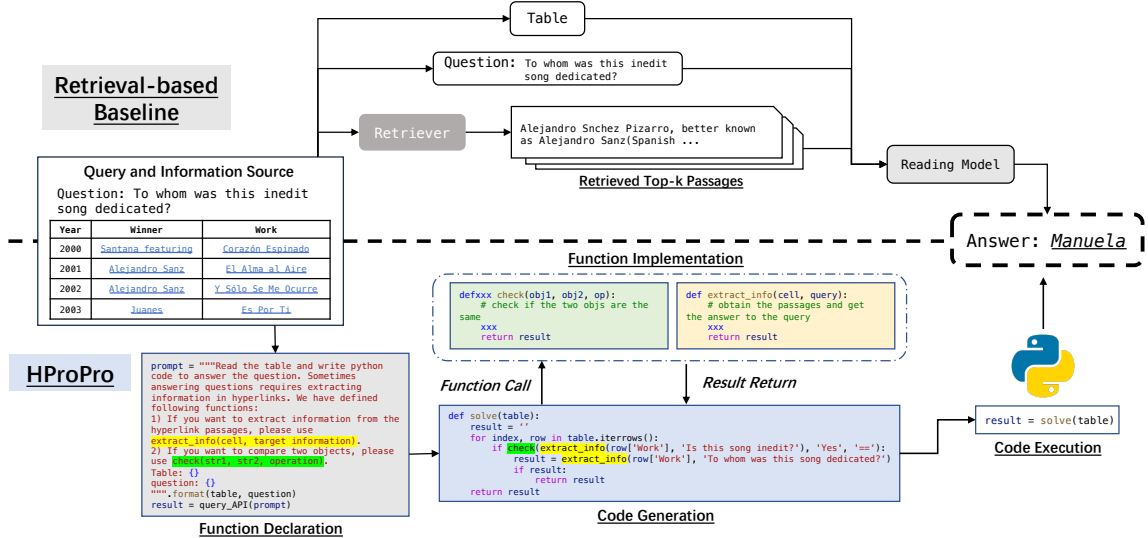 Retrieval-based
Baseline
Table
Question: To whom was this inedit
song dedicated?
Retriever
Alejandro Snchez Pizarro, better known
as Alejandro Sanz(Spanish ...
Retrieved Top-k Passages
Reading Model
Answer: Manuela
Query and Information Source
Question: To whom was this inedit
song dedicated?
Year Winner Work
2000 Santana featuring Corazón Espinado
2001 Alejandro Sanz El Alma al Aire
2002 Alejandro Sanz Y Sólo Se Me Ocurre
2003 Juanes Es Por Ti
HProPro
prompt = """Read the table and write python
code to answer the question. Sometimes
answering questions requires extracting
information in hyperlinks. We have defined
following functions:
1) If you want to extract information from the
hyperlink passages, please use
extract_info(cell, target information).
2) If you want to compare two objects, please
use check(str1, str2, operation).
Table: {}
question: {}
""".format(table, question)
result = query_API(prompt)
Function Declaration
Function Implementation
defxxx check(obj1, obj2, op):
# check if the two objs are the
same
xxx
return result
def extract_info(cell, query):
# obtain the passages and get
the answer to the query
xxx
return result
Function Call
Result Return
def solve(table):
result = ‘’
for index, row in table.iterrows():
if check(extract_info(row['Work'], 'Is this song inedit?'), 'Yes', '=='):
result = extract_info(row['Work'], 'To whom was this song dedicated?')
if result:
return result
return result
Code Generation
result = solve(table)
Code Execution